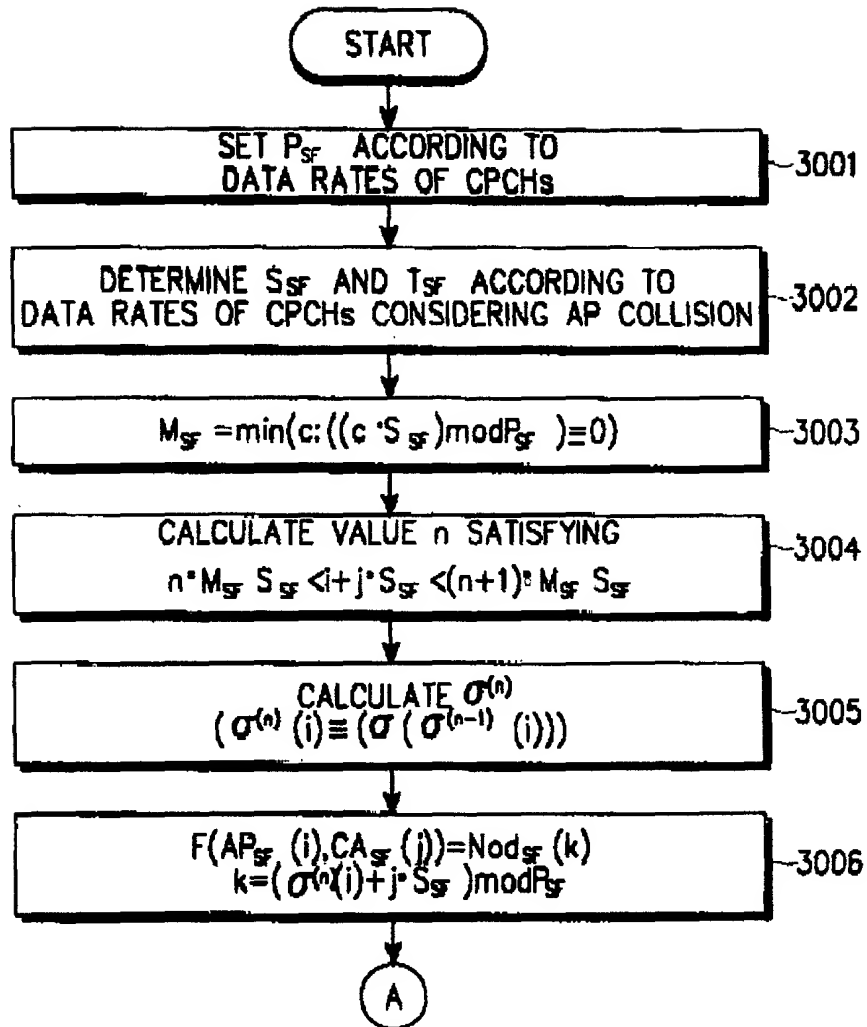 START
SET P_SF ACCORDING TO
DATA RATES OF CPCHs
3001
DETERMINE S_SF AND T_SF ACCORDING TO
DATA RATES OF CPCHs CONSIDERING AP COLLISION
3002
M_SF =min(c:((c·S_SF)modP_SF)≡0)
3003
CALCULATE VALUE n SATISFYING
n·M_SF S_SF <i+j·S_SF <(n+1)·M_SF S_SF
3004
CALCULATE σ^(n)
(σ^(n) (i)≡(σ(σ^(n-1) (i)))
3005
F(AP_SF (i),CA_SF (j))=Nod_SF (k)
k=(σ^(n)(i)+j·S_SF)modP_SF
3006
A